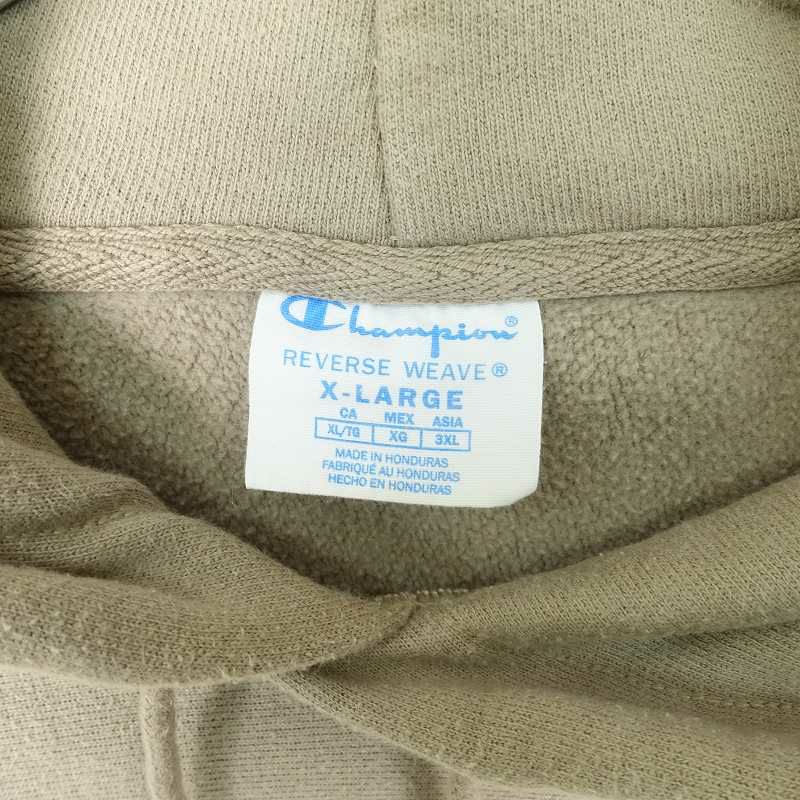 Champion®
REVERSE WEAVE®
X-LARGE
CA MEX ASIA
XL/TG XG 3XL
MADE IN HONDURAS
FABRIQUÉ AU HONDURAS
HECHO EN HONDURAS